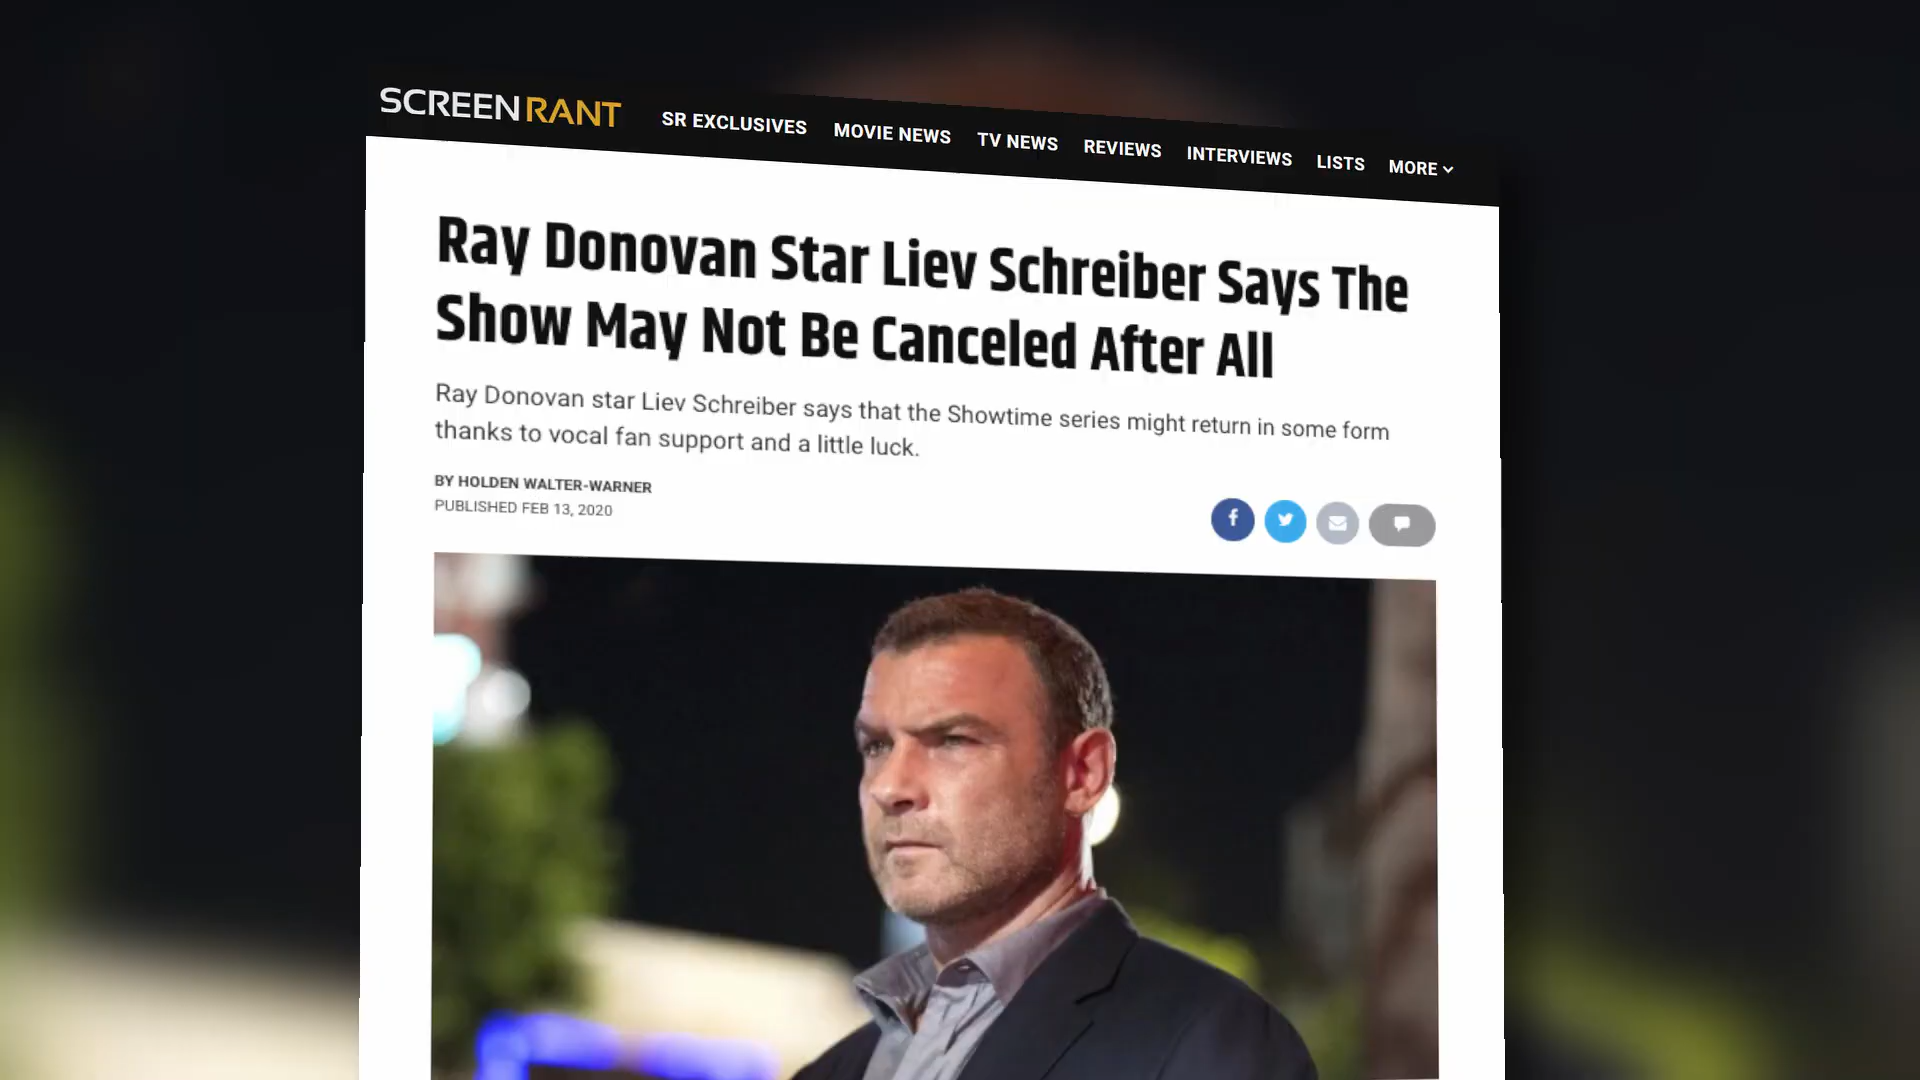 SCREENRANT SR EXCLUSIVES MOVIE NEWS TV NEWS REVIEWS INTERVIEWS LISTS MORE
Ray Donovan Star Liev Schreiber Says The
Show May Not Be Canceled After All
Ray Donovan star Liev Schreiber says that the Showtime series might return in some form
thanks to vocal fan support and a little luck.
BY HOLDEN WALTER-WARNER
PUBLISHED FEB 13, 2020